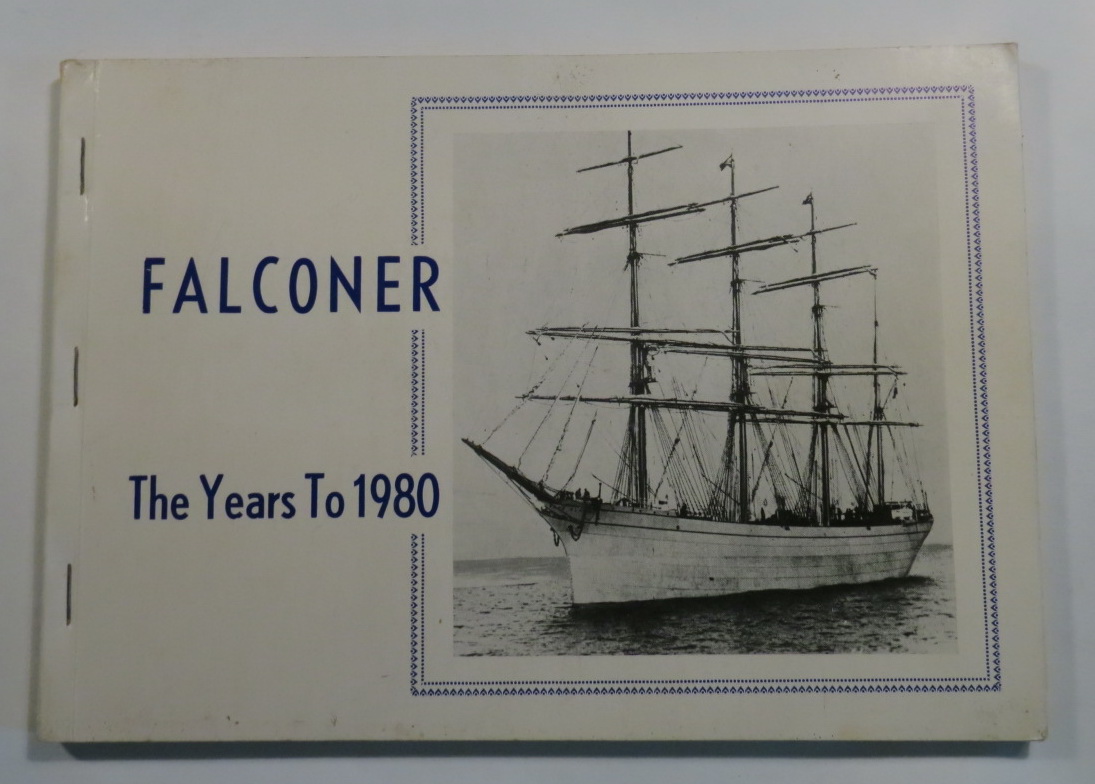 FALCONER
The Years To 1980